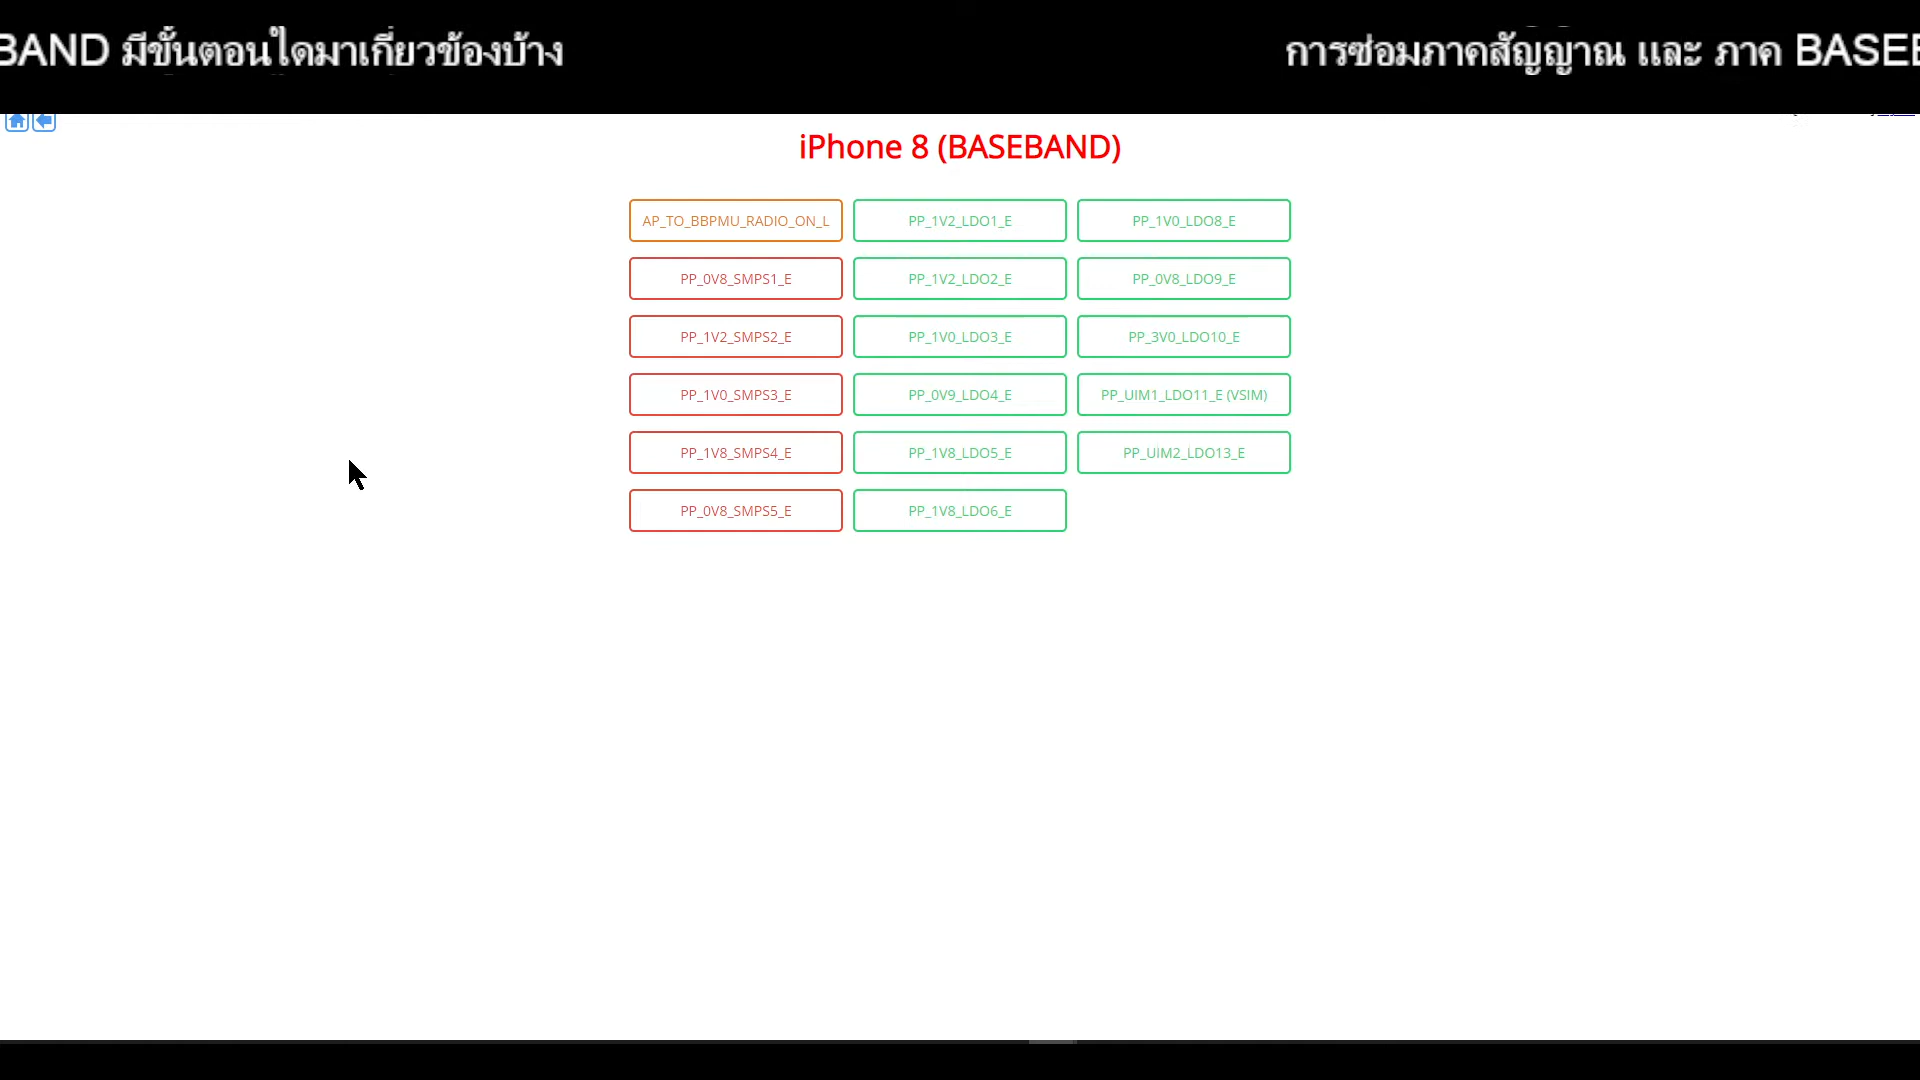 BAND มีขั้นตอนใดมาเกี่ยวข้องบ้าง
การซ่อมภาคสัญญาณ และ ภาค BASEB
iPhone 8 (BASEBAND)
AP_TO_BBPMU_RADIO_ON_L PP_1V2_LDO1_E PP_1V0_LDO8_E
PP_0V8_SMPS1_E PP_1V2_LDO2_E PP_0V8_LDO9_E
PP_1V2_SMPS2_E PP_1V0_LDO3_E PP_3V0_LDO10_E
PP_1V0_SMPS3_E PP_0V9_LDO4_E PP_UIM1_LDO11_E (VSIM)
PP_1V8_SMPS4_E PP_1V8_LDO5_E PP_UIM2_LDO13_E
PP_0V8_SMPS5_E PP_1V8_LDO6_E